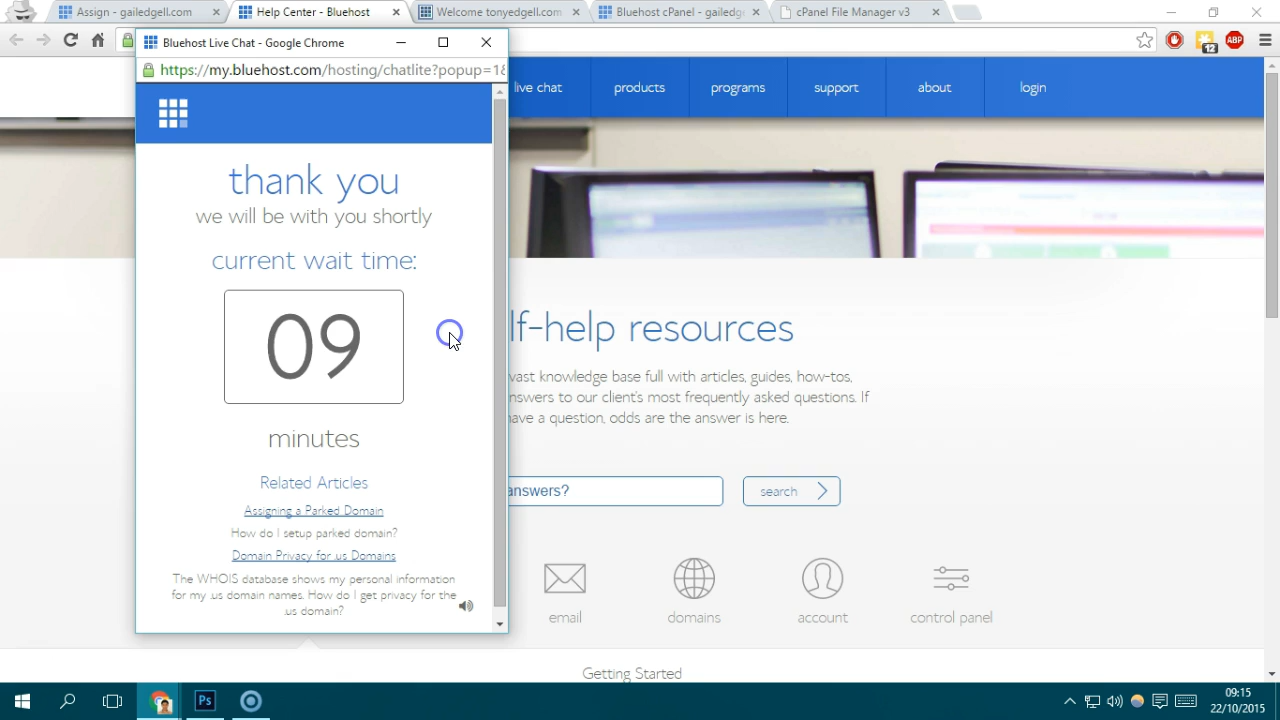 Assign - gailedgell.com
Help Center - Bluehost
Welcome tonyedgell.com
Bluehost cPanel - gailedg
cPanel File Manager v3
12
ABP
Bluehost Live Chat - Google Chrome
https://my.bluehost.com/hosting/chatlite?popup=1&
live chat
products
programs
support
about
login
thank you
we will be with you shortly
current wait time:
09
minutes
Related Articles
Assigning a Parked Domain
How do I setup parked domain?
Domain Privacy for .us Domains
The WHOIS database shows my personal information
for my .us domain names. How do I get privacy for the
.us domain?
lf-help resources
vast knowledge base full with articles, guides, how-tos,
nswers to our client's most frequently asked questions. If
have a question, odds are the answer is here.
answers?
search
email
domains
account
control panel
Getting Started
Ps
09:15
22/10/2015